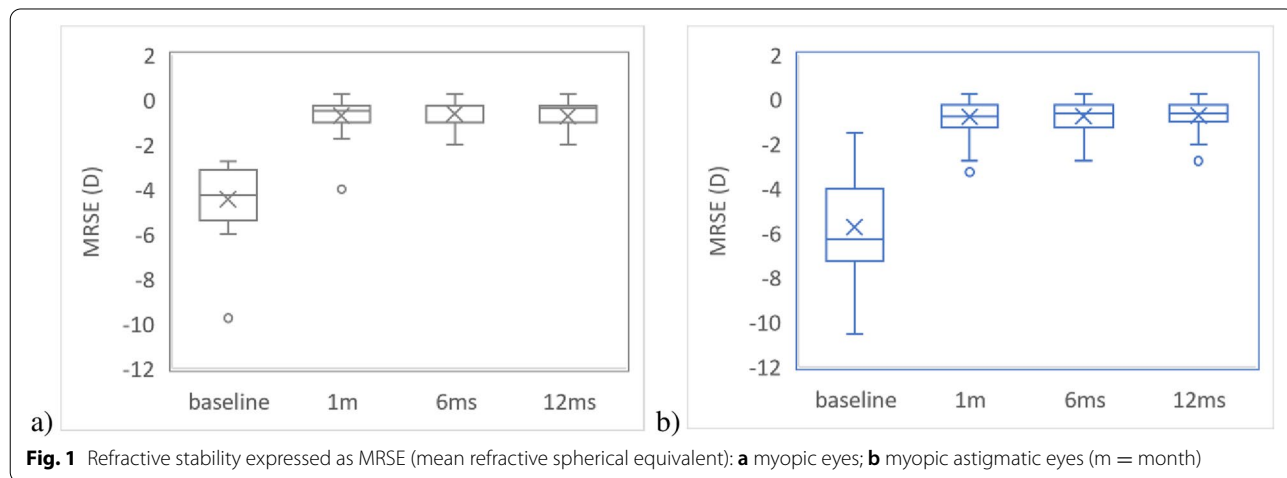 2
0
-2
-4
-6
-8
-10
-12
MRSE (D)
baseline 1m 6ms 12ms
a)
2
0
-2
-4
-6
-8
-10
-12
MRSE (D)
baseline 1m 6ms 12ms
b)
Fig. 1 Refractive stability expressed as MRSE (mean refractive spherical equivalent): a myopic eyes; b myopic astigmatic eyes (m = month)